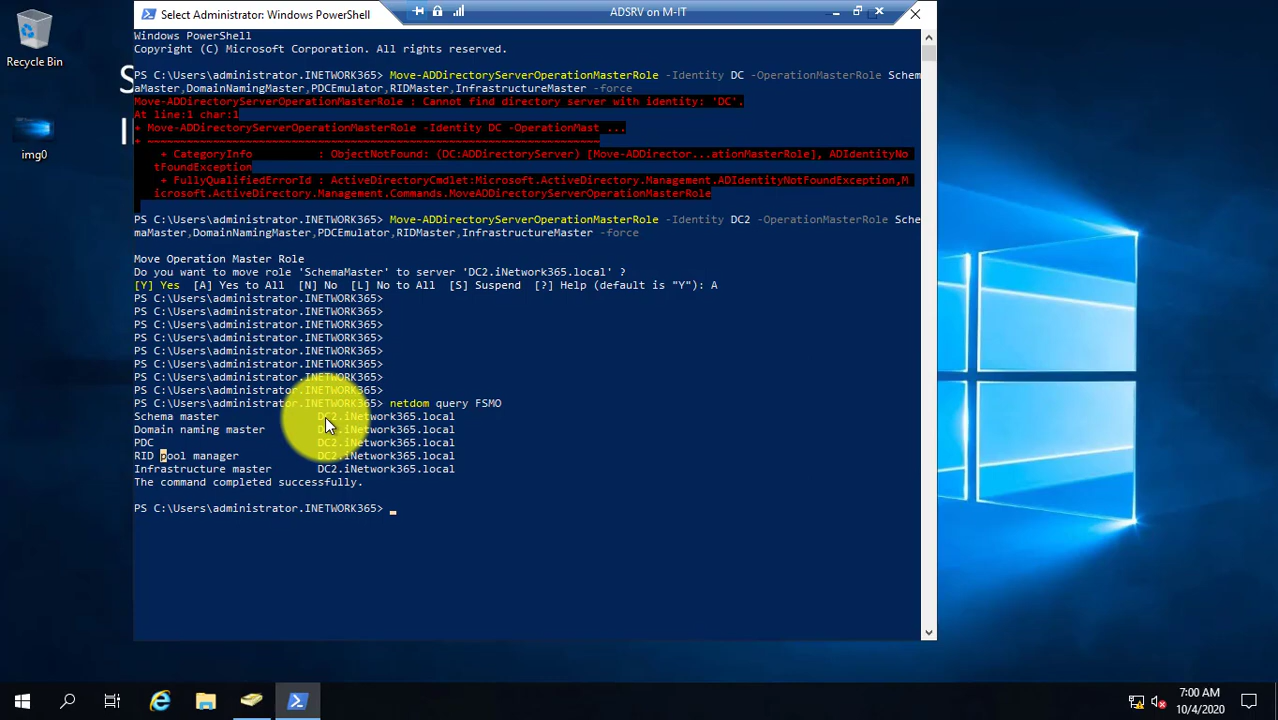 Recycle Bin
img0
S
I
Select Administrator: Windows PowerShell
ADSRV on M-IT
Windows PowerShell
Copyright (C) Microsoft Corporation. All rights reserved.
PS C:\Users\administrator.INETWORK365> Move-ADDirectoryServerOperationMasterRole -Identity DC -OperationMasterRole Schem
aMaster,DomainNamingMaster,PDCEmulator,RIDMaster,InfrastructureMaster -force
Move-ADDirectoryServerOperationMasterRole : Cannot find directory server with identity: 'DC'.
At line:1 char:1
+ Move-ADDirectoryServerOperationMasterRole -Identity DC -OperationMast ...
+ ~~~~~~~~~~~~~~~~~~~~~~~~~~~~~~~~~~~~~~~~~~~~~~~~~~~~~~~~~~~~~~~~~~~~~
+ CategoryInfo : ObjectNotFound: (DC:ADDirectoryServer) [Move-ADDirector...ationMasterRole], ADIdentityNo
tFoundException
+ FullyQualifiedErrorId : ActiveDirectoryCmdlet:Microsoft.ActiveDirectory.Management.ADIdentityNotFoundException,M
icrosoft.ActiveDirectory.Management.Commands.MoveADDirectoryServerOperationMasterRole
PS C:\Users\administrator.INETWORK365> Move-ADDirectoryServerOperationMasterRole -Identity DC2 -OperationMasterRole Sche
maMaster,DomainNamingMaster,PDCEmulator,RIDMaster,InfrastructureMaster -force
Move Operation Master Role
Do you want to move role 'SchemaMaster' to server 'DC2.iNetwork365.local' ?
[Y] Yes [A] Yes to All [N] No [L] No to All [S] Suspend [?] Help (default is "Y"): A
PS C:\Users\administrator.INETWORK365>
PS C:\Users\administrator.INETWORK365>
PS C:\Users\administrator.INETWORK365>
PS C:\Users\administrator.INETWORK365>
PS C:\Users\administrator.INETWORK365>
PS C:\Users\administrator.INETWORK365>
PS C:\Users\administrator.INETWORK365>
PS C:\Users\administrator.INETWORK365>
PS C:\Users\administrator.INETWORK365> netdom query FSMO
Schema master DC2.iNetwork365.local
Domain naming master DC2.iNetwork365.local
PDC DC2.iNetwork365.local
RID pool manager DC2.iNetwork365.local
Infrastructure master DC2.iNetwork365.local
The command completed successfully.
PS C:\Users\administrator.INETWORK365>
7:00 AM
10/4/2020